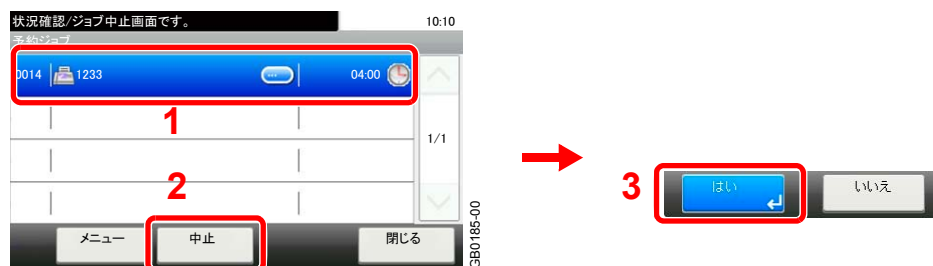 状況確認/ジョブ中止画面です。 10:10
予約ジョブ
0014 1233 04:00
1
1/1
2
メニュー 中止 閉じる
GB0185-00
3 はい いいえ